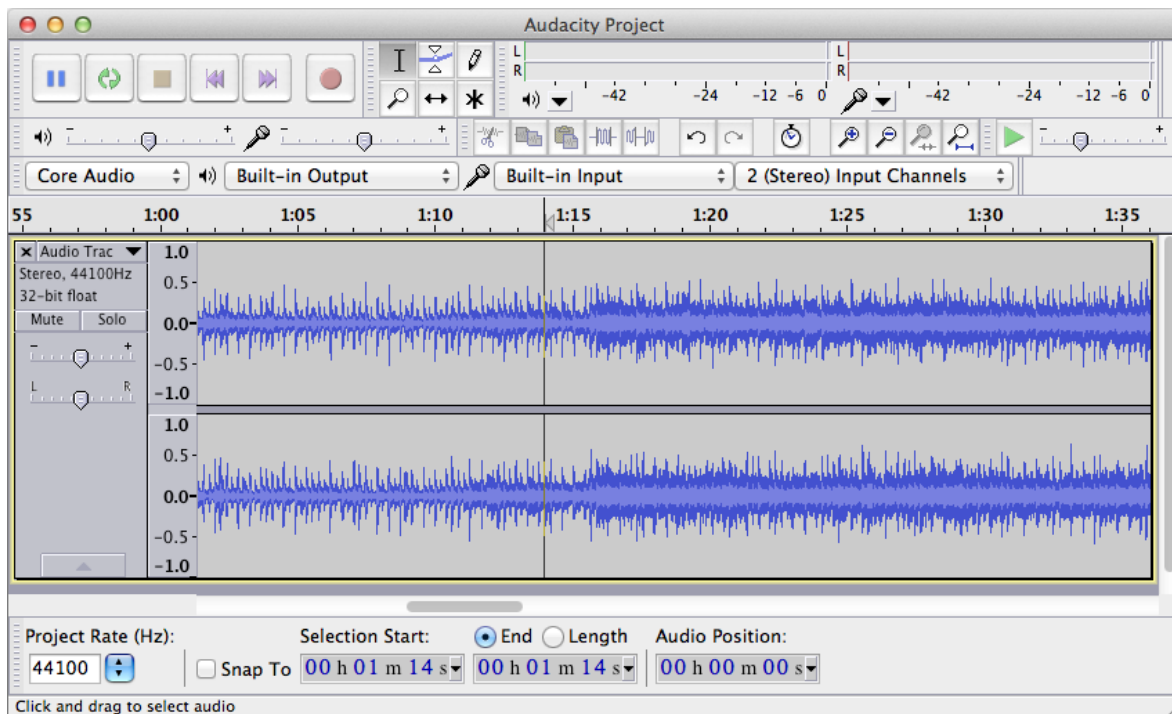 Audacity Project
L
R
-42 -24 -12 -6 0
L
R
-42 -24 -12 -6 0
- +
- +
- +
Core Audio
Built-in Output
Built-in Input
2 (Stereo) Input Channels
55 1:00 1:05 1:10 1:15 1:20 1:25 1:30 1:35
Audio Trac
Stereo, 44100Hz
32-bit float
Mute Solo
- +
L R
1.0
0.5-
0.0-
-0.5-
-1.0
1.0
0.5-
0.0-
-0.5-
-1.0
Project Rate (Hz): Selection Start: End Length Audio Position:
44100 Snap To 00 h 01 m 14 s 00 h 01 m 14 s 00 h 00 m 00 s
Click and drag to select audio